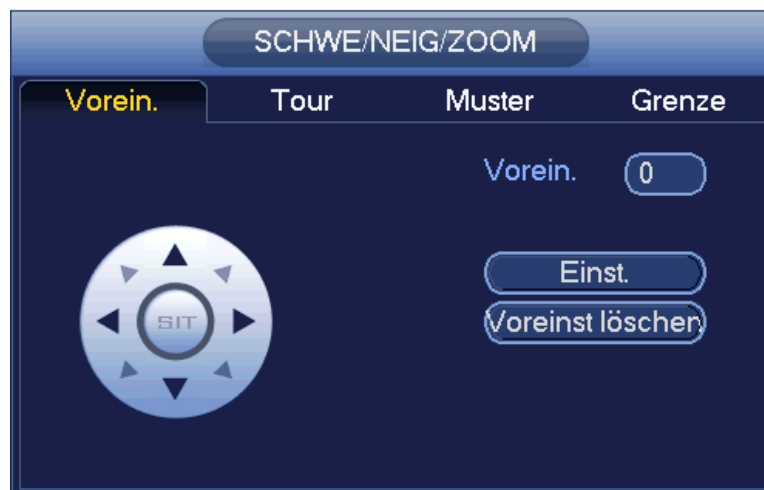 SCHWE/NEIG/ZOOM
Vorein. Tour Muster Grenze
Vorein. 0
Einst.
SIT
Voreinst löschen